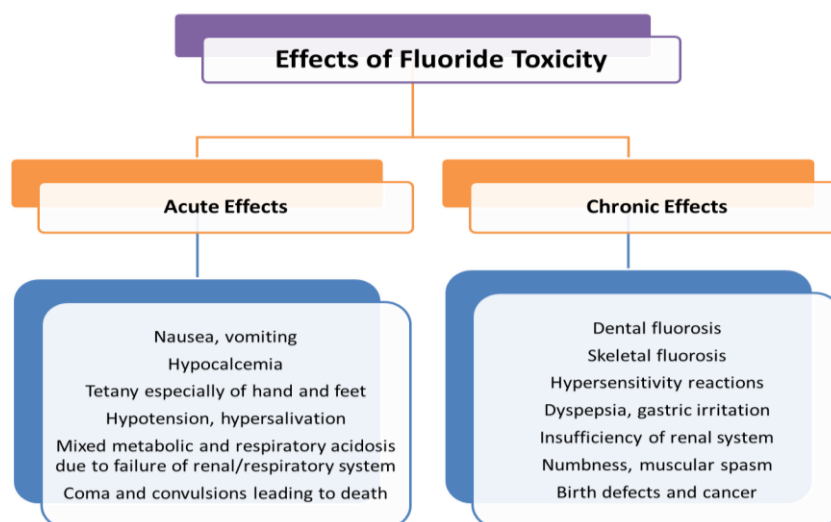 Effects of Fluoride Toxicity
Acute Effects
Nausea, vomiting
Hypocalcemia
Tetany especially of hand and feet
Hypotension, hypersalivation
Mixed metabolic and respiratory acidosis
due to failure of renal/respiratory system
Coma and convulsions leading to death
Chronic Effects
Dental fluorosis
Skeletal fluorosis
Hypersensitivity reactions
Dyspepsia, gastric irritation
Insufficiency of renal system
Numbness, muscular spasm
Birth defects and cancer